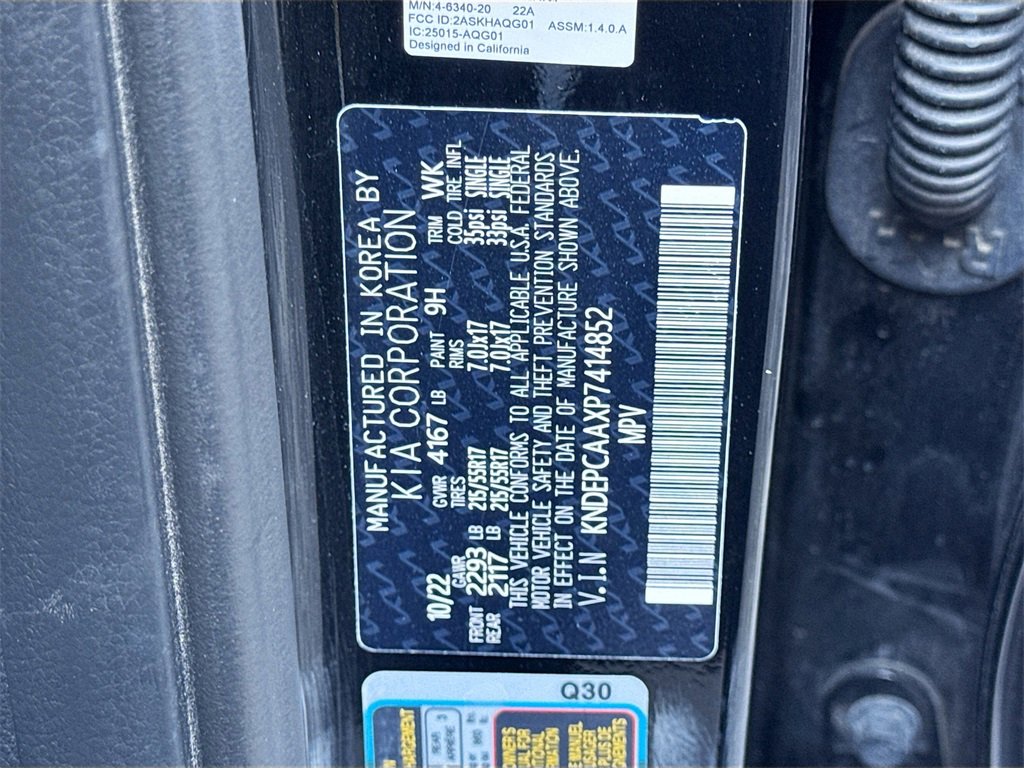 M/N:4-6340-20 22A
FCC ID:2ASKHAQG01 ASSM:1.4.0.A
IC:25015-AQG01
Designed in California
MANUFACTURED IN KOREA BY
KIA CORPORATION
10/22 GVWR 4167 LB PAINT 9H TRIM WK
GAWR TIRES RIMS COLD TIRE INFL
FRONT 2293 LB 215/55R17 7.0Jx17 35psi SINGLE
REAR 2117 LB 215/55R17 7.0Jx17 33psi SINGLE
THIS VEHICLE CONFORMS TO ALL APPLICABLE U.S.A. FEDERAL
MOTOR VEHICLE SAFETY AND THEFT PREVENTION STANDARDS
IN EFFECT ON THE DATE OF MANUFACTURE SHOWN ABOVE.
V.I.N KNDEPCAAXP7414852
MPV
Q30
REAR 3